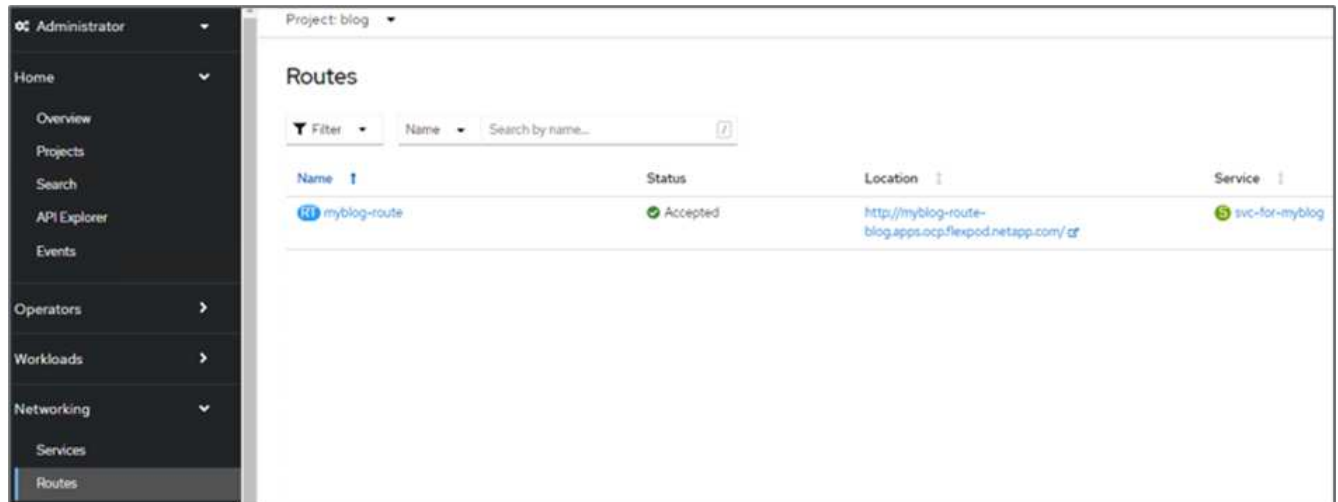 Administrator
Project: blog
Home
Overview
Projects
Search
API Explorer
Events
Operators
Workloads
Networking
Services
Routes
Routes
Filter
Name
Search by name...
/
Name
Status
Location
Service
RT myblog-route
Accepted
http://myblog-route-
blog.apps.ocp.flexpod.netapp.com/
S svc-for-myblog